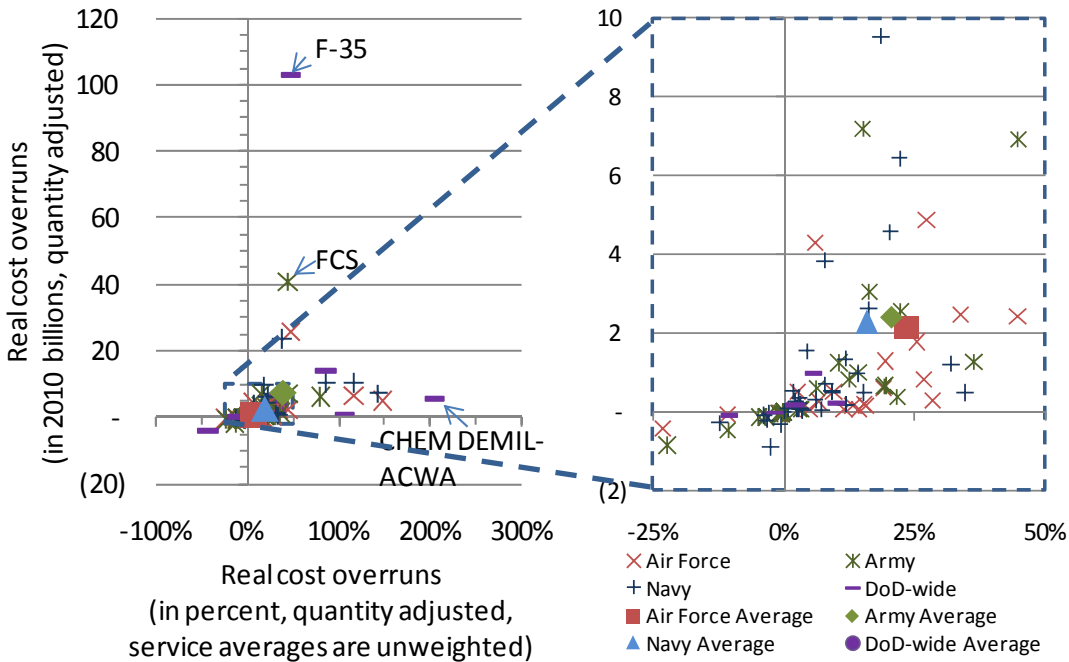 Real cost overruns
(in 2010 billions, quantity adjusted)
120
100
80
60
40
20
-
(20)
-100%
0%
100%
200%
300%
F-35
FCS
CHEM DEMIL-
ACWA
Real cost overruns
(in percent, quantity adjusted,
service averages are unweighted)
10
8
6
4
2
-
(2)
-25%
0%
25%
50%
Air Force
Army
Navy
DoD-wide
Air Force Average
Army Average
Navy Average
DoD-wide Average